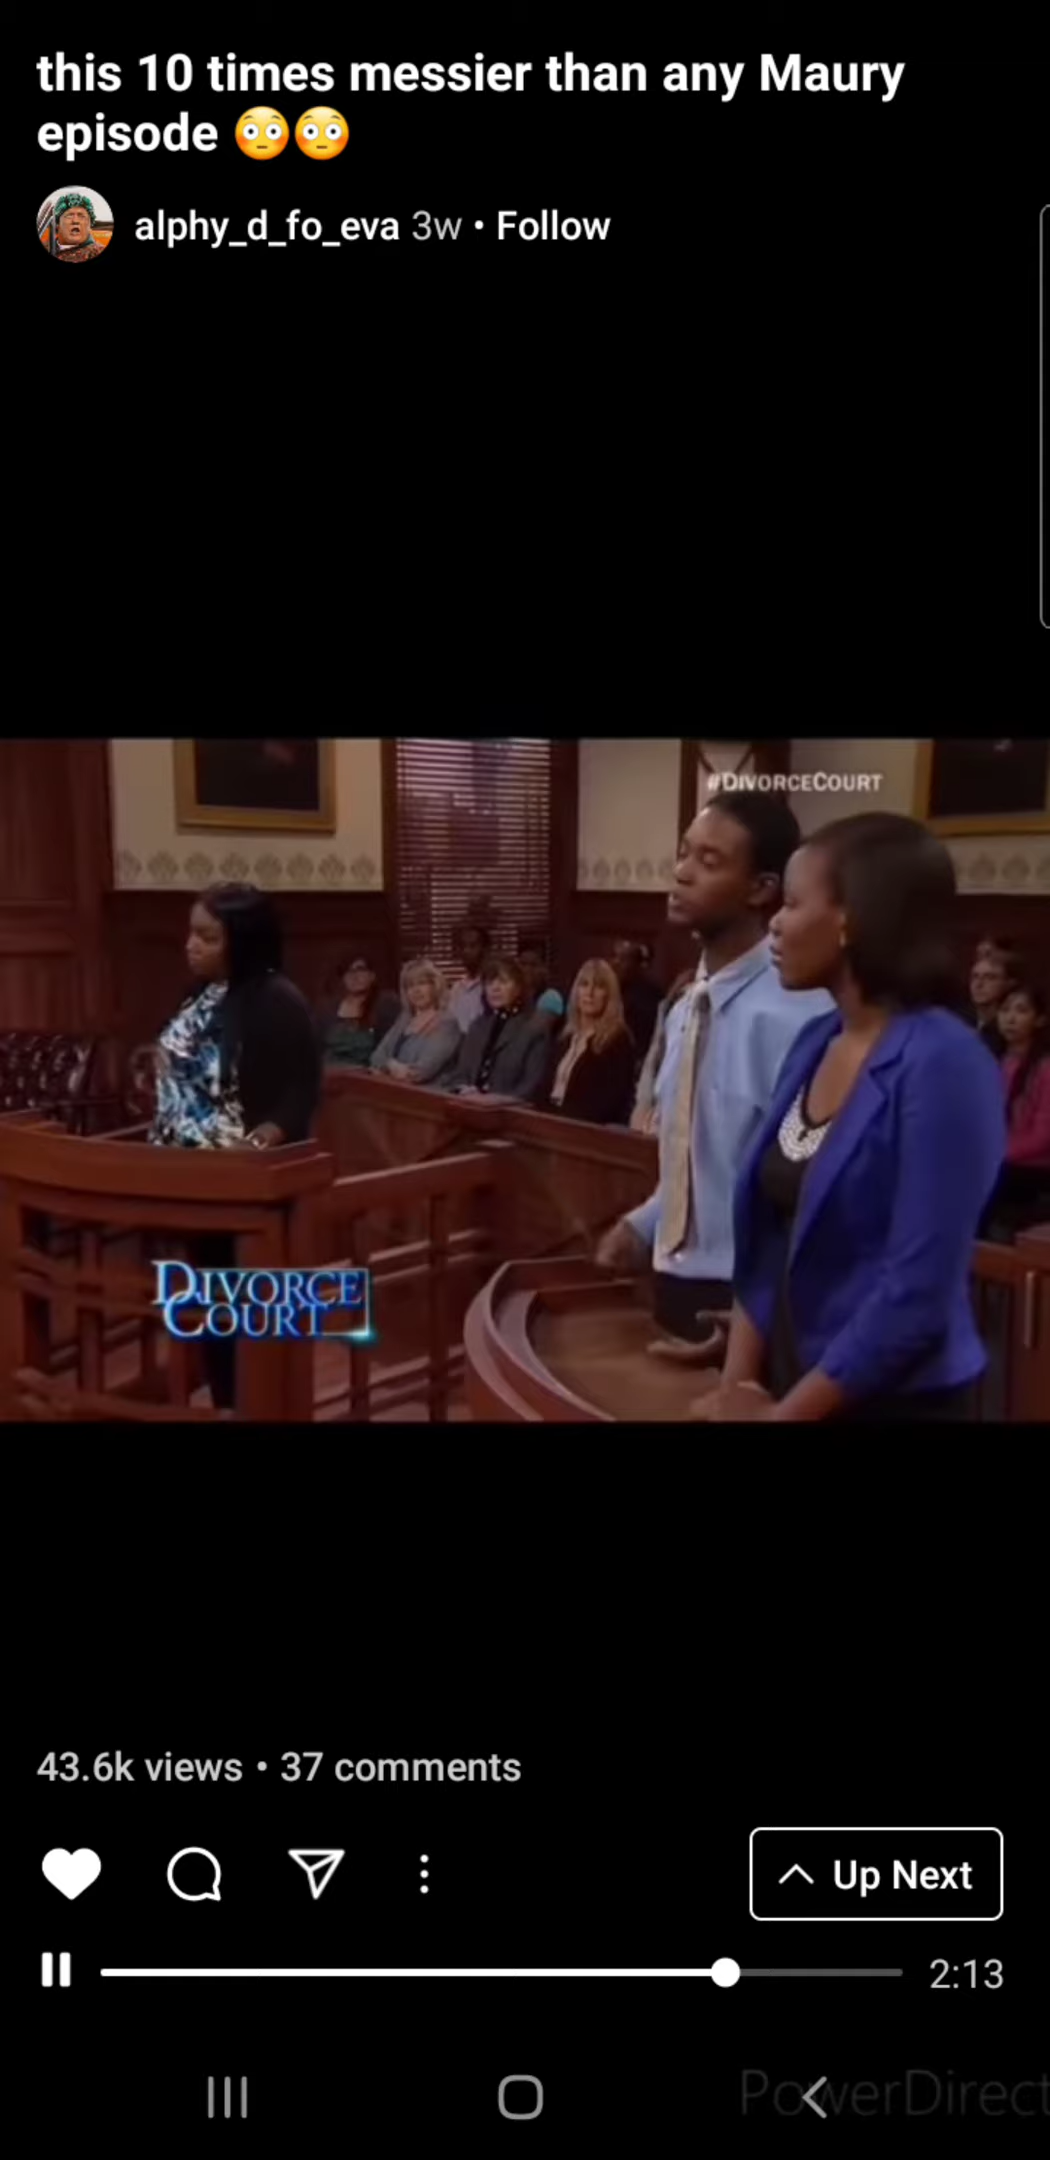 this 10 times messier than any Maury
episode 😳😳
alphy_d_fo_eva 3w • Follow
#DIVORCECOURT
DIVORCE
COURT
43.6k views • 37 comments
Up Next
2:13
PowerDirect